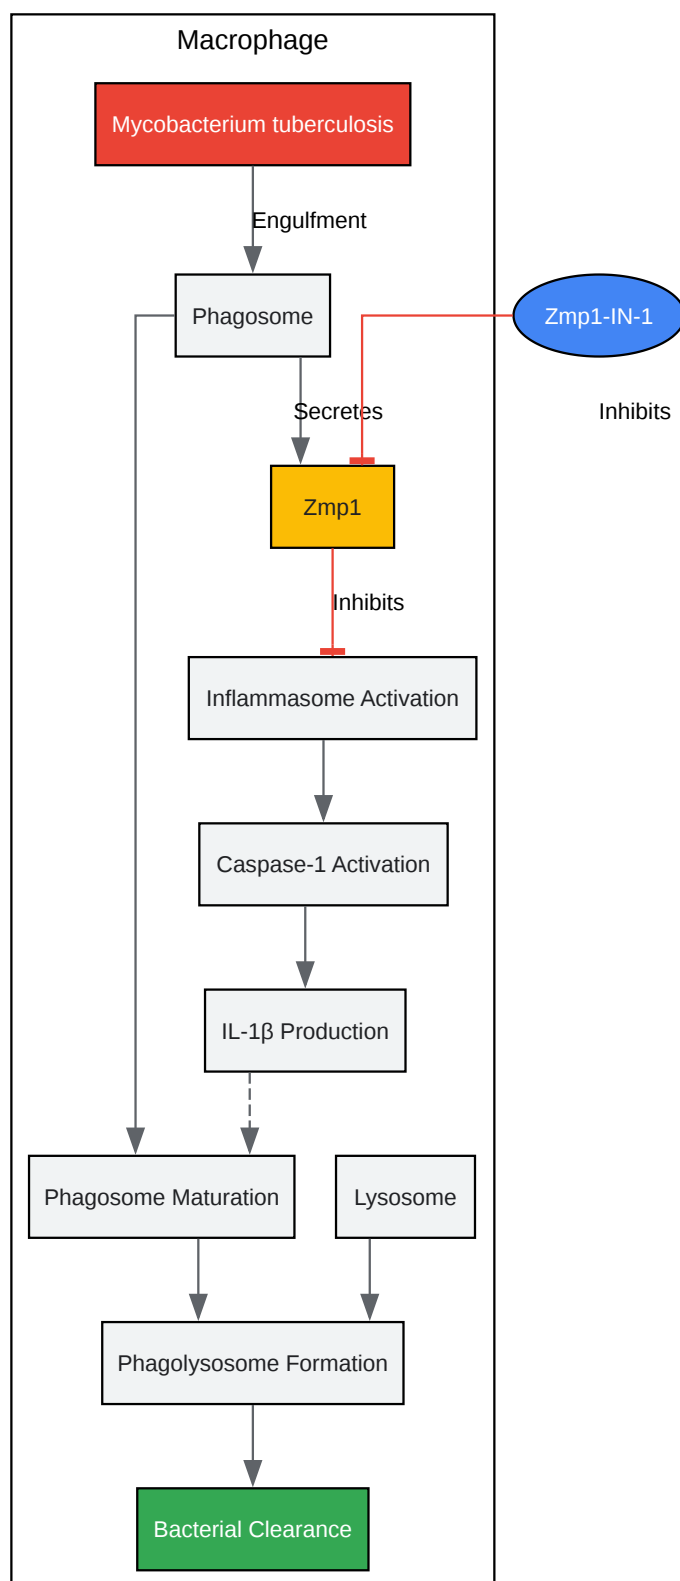 Macrophage
Mycobacterium tuberculosis
Engulfment
Phagosome
Zmp1-IN-1
Secretes
Inhibits
Zmp1
Inhibits
Inflammasome Activation
Caspase-1 Activation
IL-1β Production
Phagosome Maturation
Lysosome
Phagolysosome Formation
Bacterial Clearance